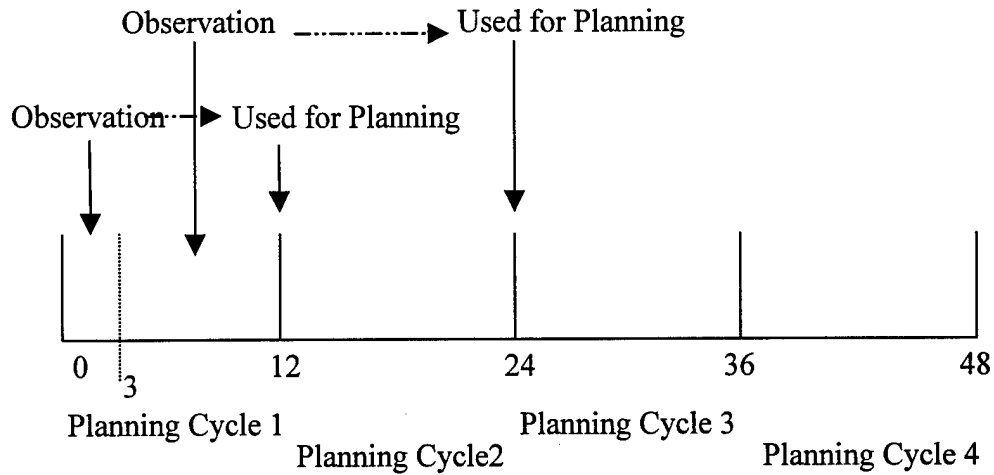 Observation
Used for Planning
Observation
Used for Planning
0
3
12
24
36
48
Planning Cycle 1
Planning Cycle2
Planning Cycle 3
Planning Cycle 4